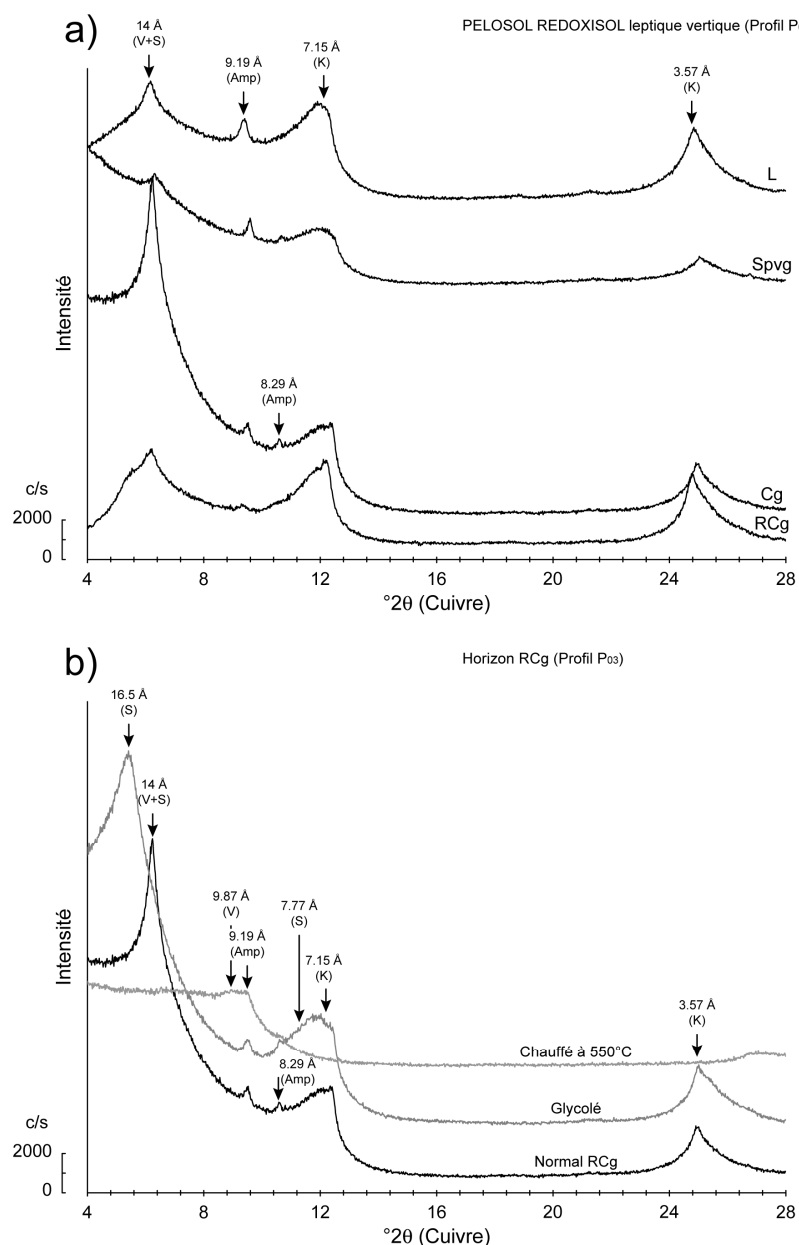 a)
PELOSOL REDOXISOL leptique vertique (Profil P
14 Å
(V+S)
9.19 Å
(Amp)
7.15 Å
(K)
3.57 Å
(K)
L
Spvg
Intensité
8.29 Å
(Amp)
Cg
RCg
c/s
2000
0
4 8 12 16 20 24 28
°2θ (Cuivre)
b)
Horizon RCg (Profil P03)
16.5 Å
(S)
14 Å
(V+S)
9.87 Å
(V)
7.77 Å
(S)
9.19 Å
(Amp)
7.15 Å
(K)
3.57 Å
(K)
Intensité
Chauffé à 550°C
8.29 Å
(Amp)
Glycolé
Normal RCg
c/s
2000
0
4 8 12 16 20 24 28
°2θ (Cuivre)